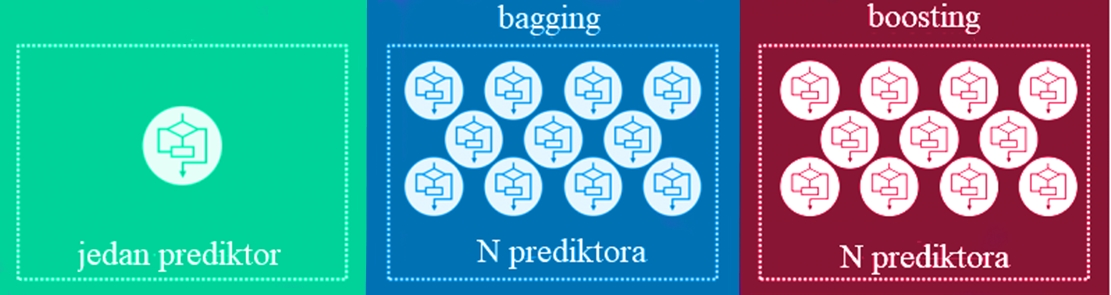 bagging
boosting
jedan prediktor
N prediktora
N prediktora